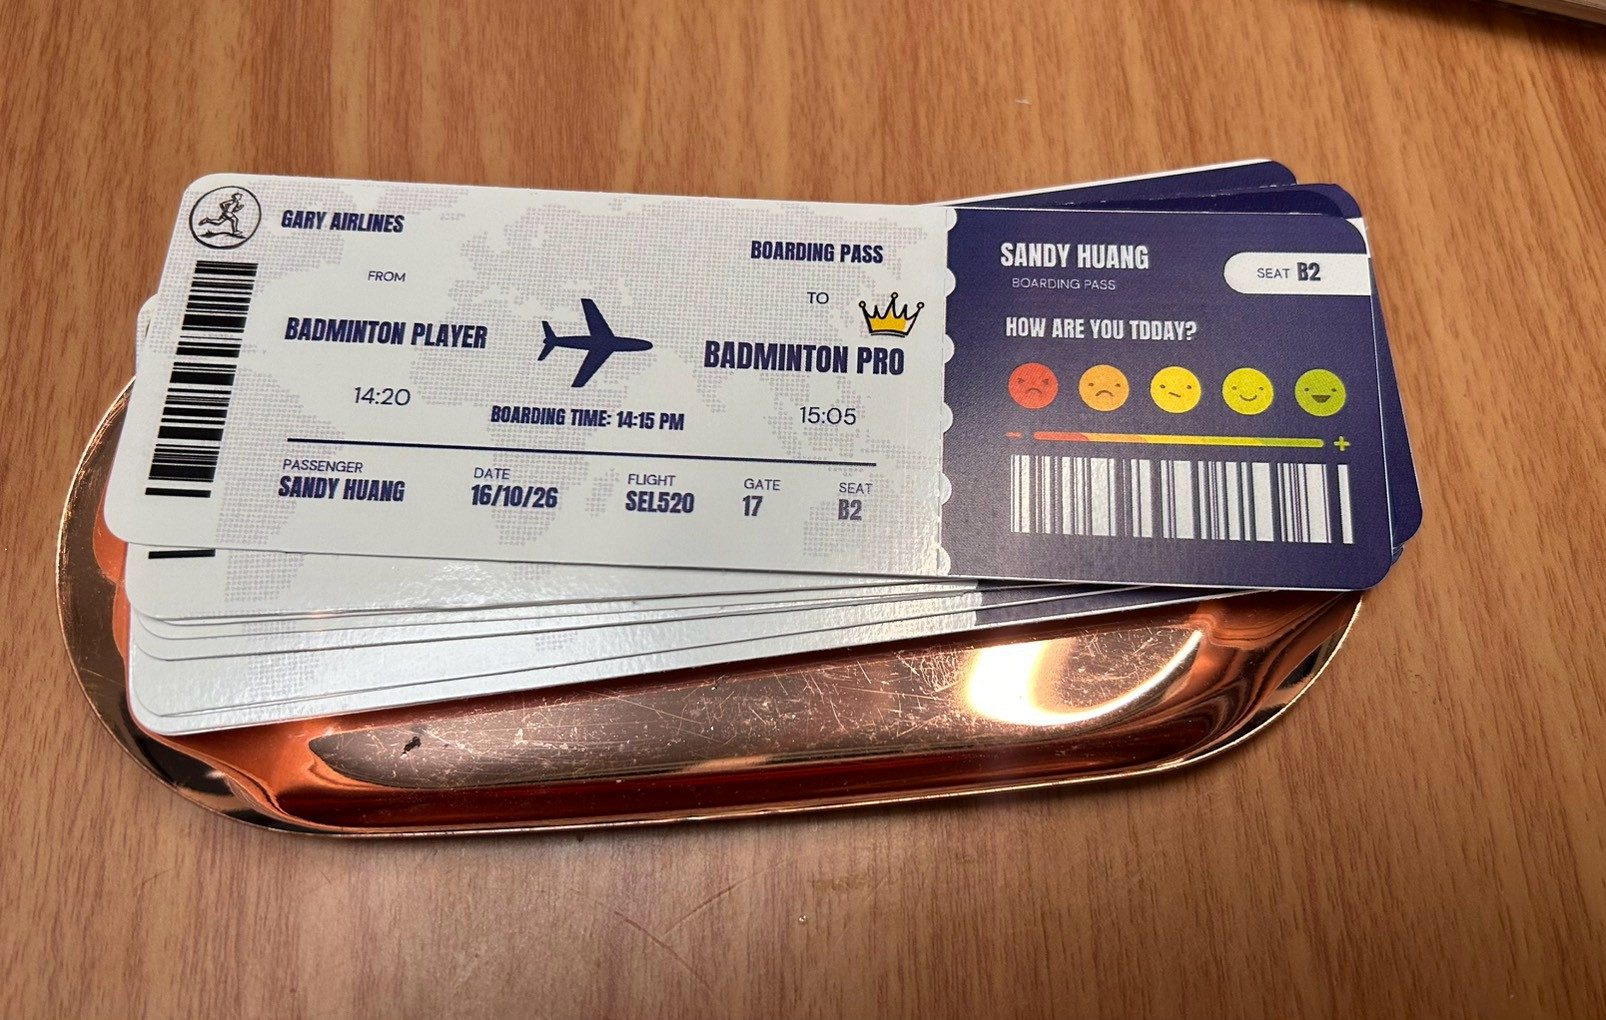 GARY AIRLINES
BOARDING PASS
FROM
TO
BADMINTON PLAYER
BADMINTON PRO
14:20
BOARDING TIME: 14:15 PM
15:05
PASSENGER
SANDY HUANG
DATE
16/10/26
FLIGHT
SEL520
GATE
17
SEAT
B2
SANDY HUANG
BOARDING PASS
SEAT B2
HOW ARE YOU TDDAY?
- +